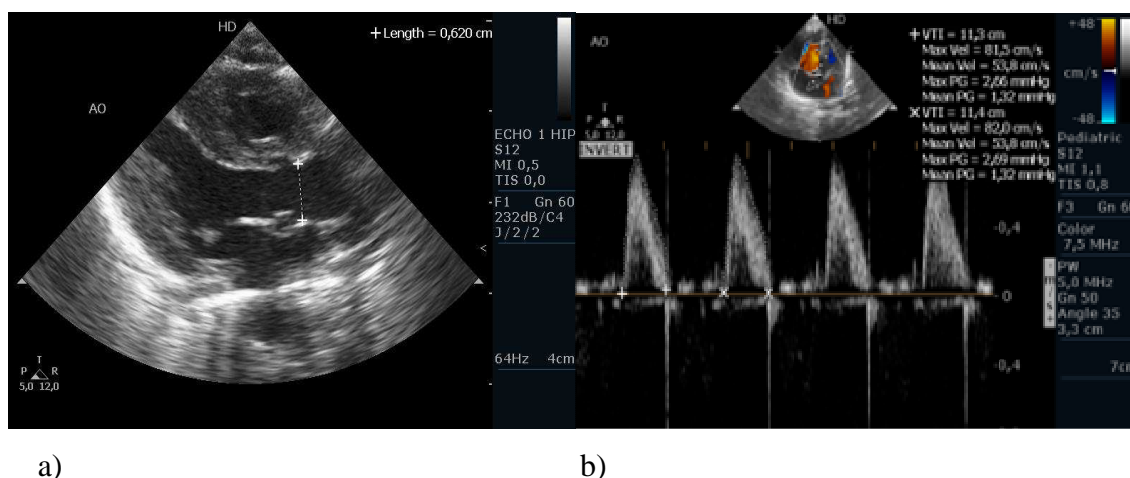 HD
+ Length = 0,620 cm
AO
ECHO 1 HIP
S12
MI 0,5
TIS 0,0
F1 Gn 60
232dB/C4
J/2/2
<
T
P R
5,0 12,0
64Hz 4cm
HD
AO
+ VTI = 11,3 cm
Max Vel = 81,5 cm/s
Mean Vel = 53,8 cm/s
Max PG = 2,66 mmHg
Mean PG = 1,32 mmHg
X VTI = 11,4 cm
Max Vel = 82,0 cm/s
Mean Vel = 53,8 cm/s
Max PG = 2,69 mmHg
Mean PG = 1,32 mmHg
T
P R
5,0 12,0
INVERT
+48
cm/s
-48
Pediatric
S12
MI 1,1
TIS 0,8
F3 Gn 60
Color
7,5 MHz
PW
5,0 MHz
Gn 50
Angle 35
3,3 cm
7cm
-0,4
-0
-0,4
a)
b)